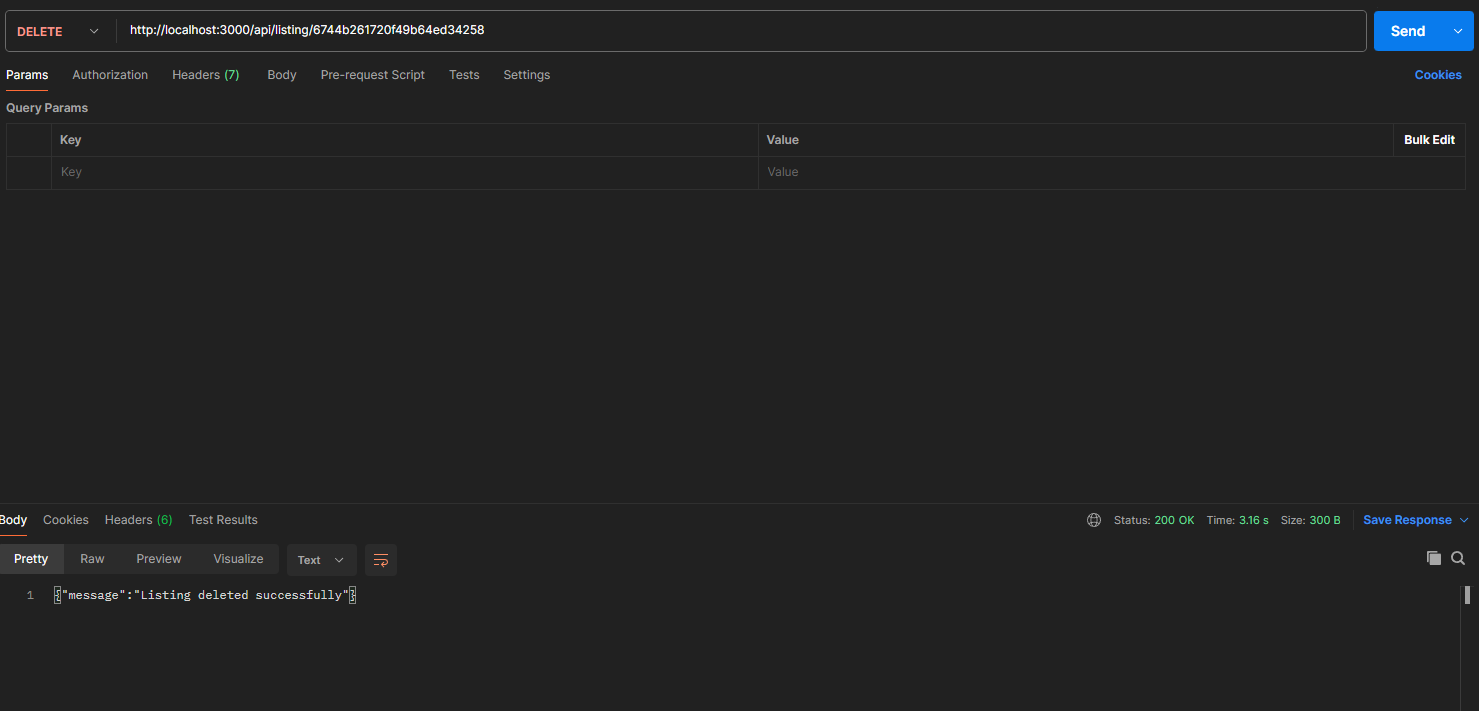 DELETE http://localhost:3000/api/listing/6744b261720f49b64ed34258 Send
Params Authorization Headers (7) Body Pre-request Script Tests Settings Cookies
Query Params
Key Value Bulk Edit
Key Value
Body Cookies Headers (6) Test Results Status: 200 OK Time: 3.16 s Size: 300 B Save Response
Pretty Raw Preview Visualize Text
1 {"message":"Listing deleted successfully"}